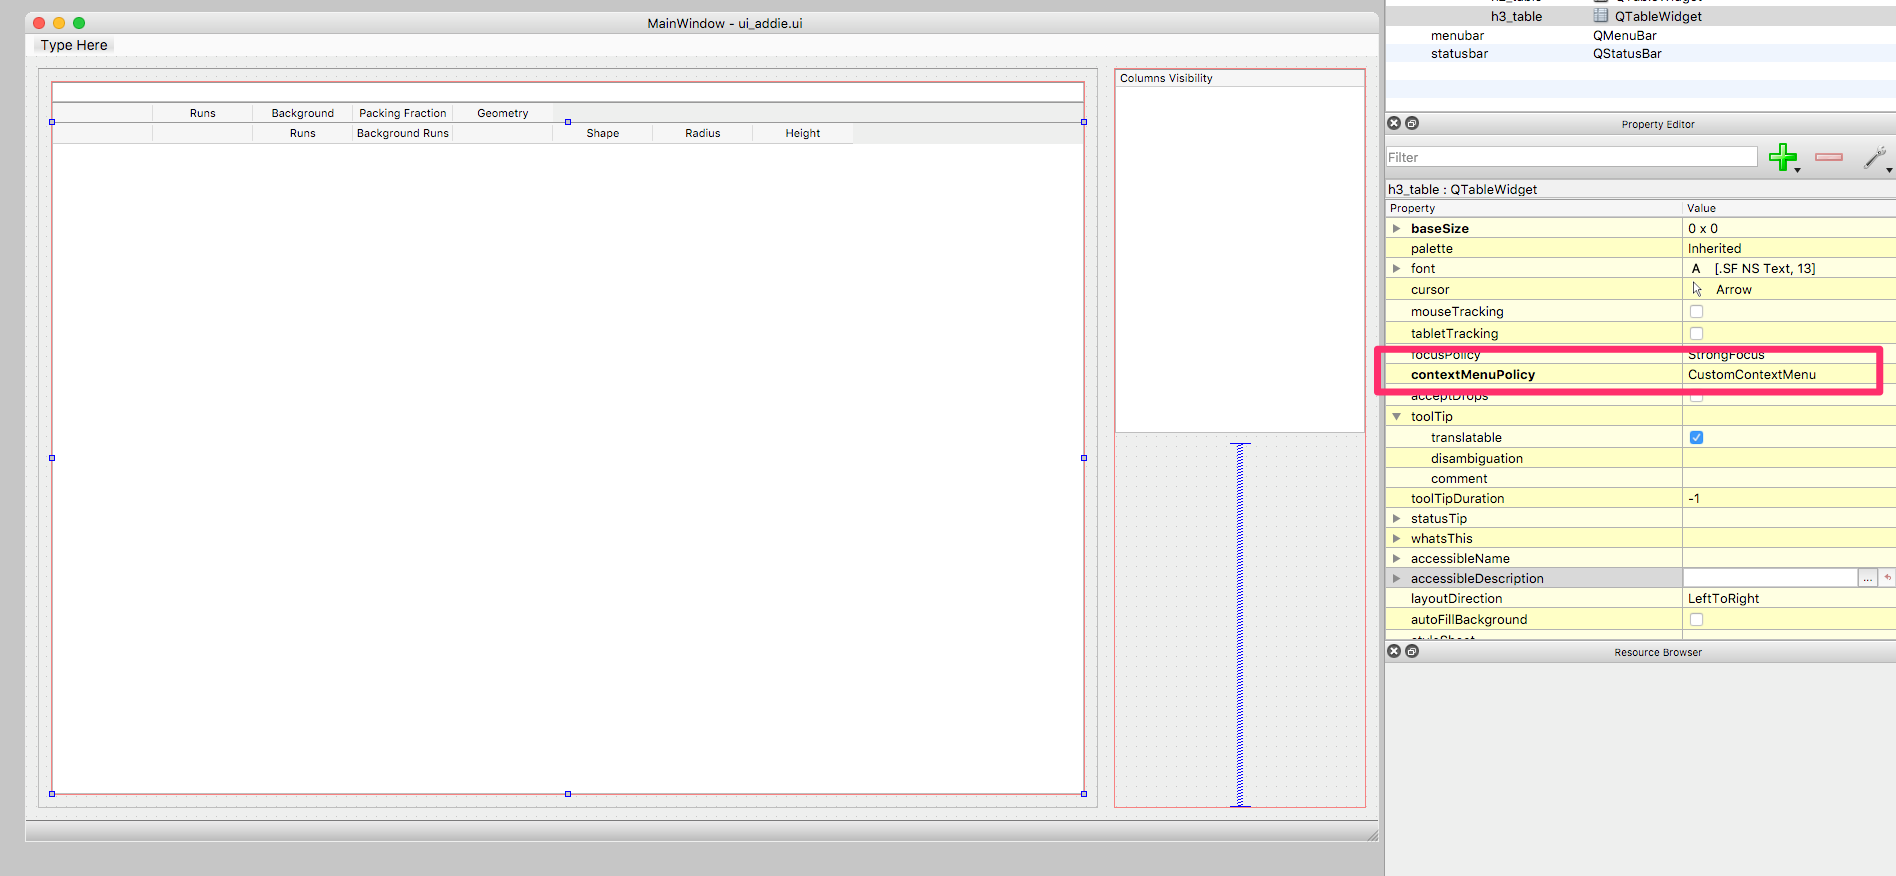 MainWindow - ui_addie.ui
Type Here
Runs Background Packing Fraction Geometry
Runs Background Runs Shape Radius Height
Columns Visibility
h3_table QTableWidget
menubar QMenuBar
statusbar QStatusBar
Property Editor
Filter
h3_table : QTableWidget
Property Value
baseSize 0 x 0
palette Inherited
font A [.SF NS Text, 13]
cursor Arrow
mouseTracking
tabletTracking
focusPolicy StrongFocus
contextMenuPolicy CustomContextMenu
acceptDrops
toolTip
translatable
disambiguation
comment
toolTipDuration -1
statusTip
whatsThis
accessibleName
accessibleDescription ...
layoutDirection LeftToRight
autoFillBackground
styleSheet
Resource Browser